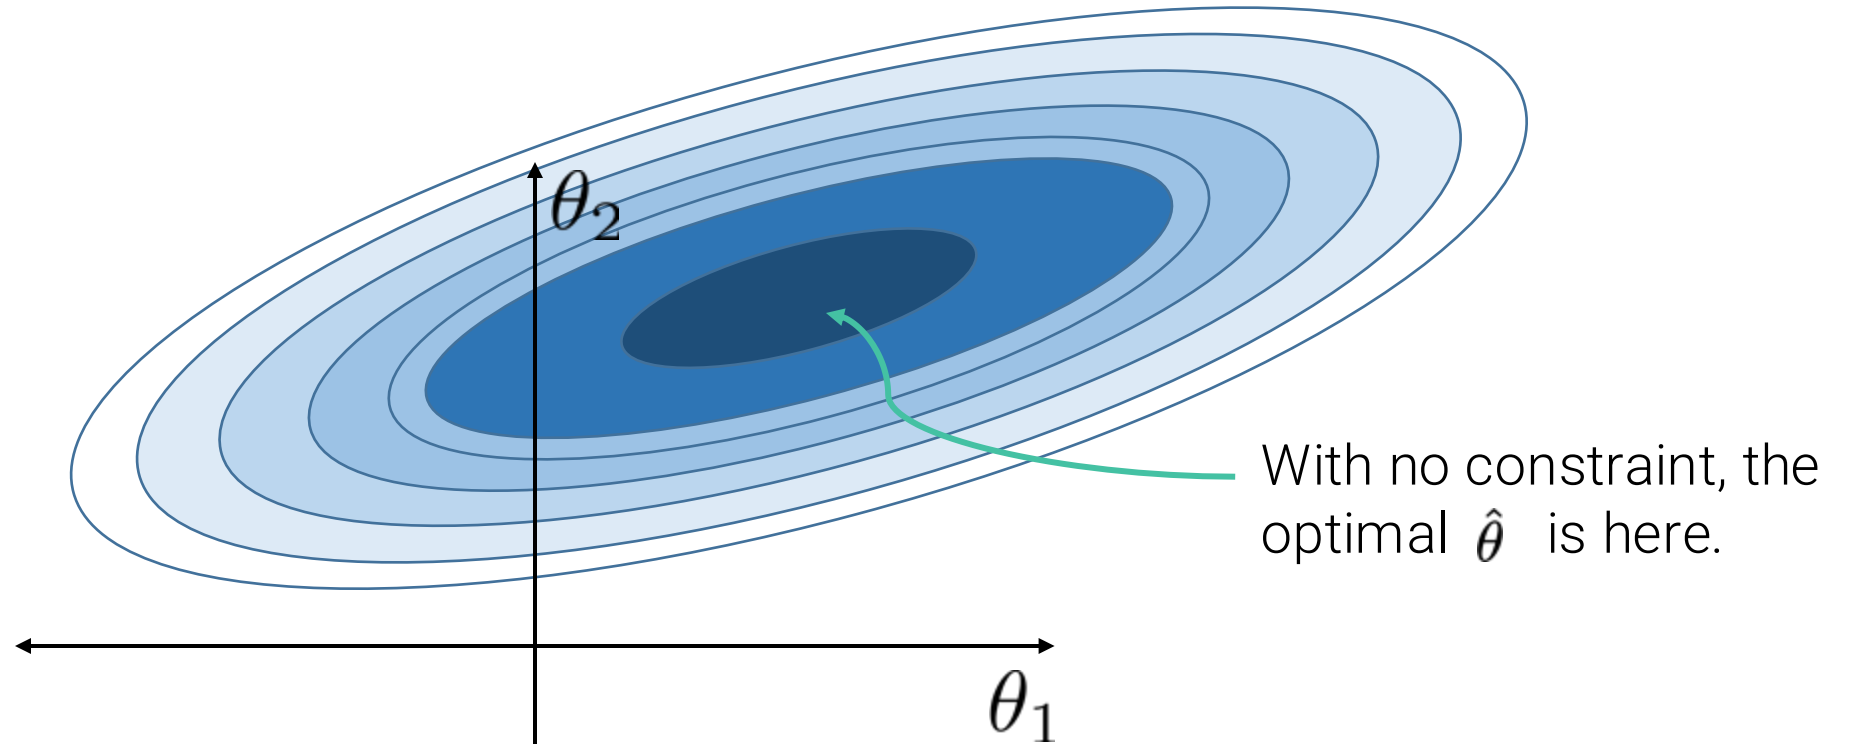 θ₂
With no constraint, the
optimal θ̂ is here.
θ₁